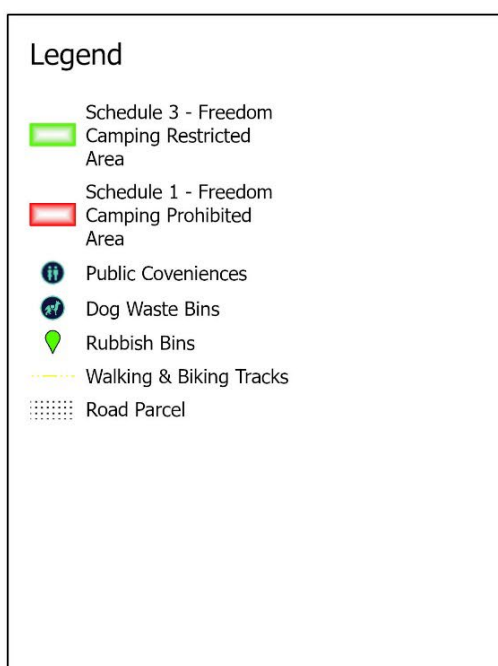 Legend
Schedule 3 - Freedom
Camping Restricted
Area
Schedule 1 - Freedom
Camping Prohibited
Area
Public Coveniences
Dog Waste Bins
Rubbish Bins
Walking & Biking Tracks
Road Parcel